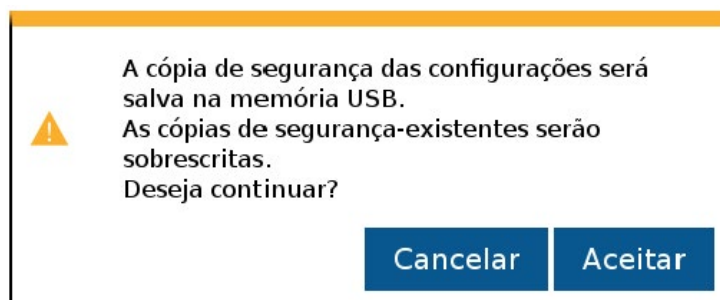 A cópia de segurança das configurações será
salva na memória USB.
As cópias de segurança-existentes serão
sobrescritas.
Deseja continuar?
Cancelar
Aceitar